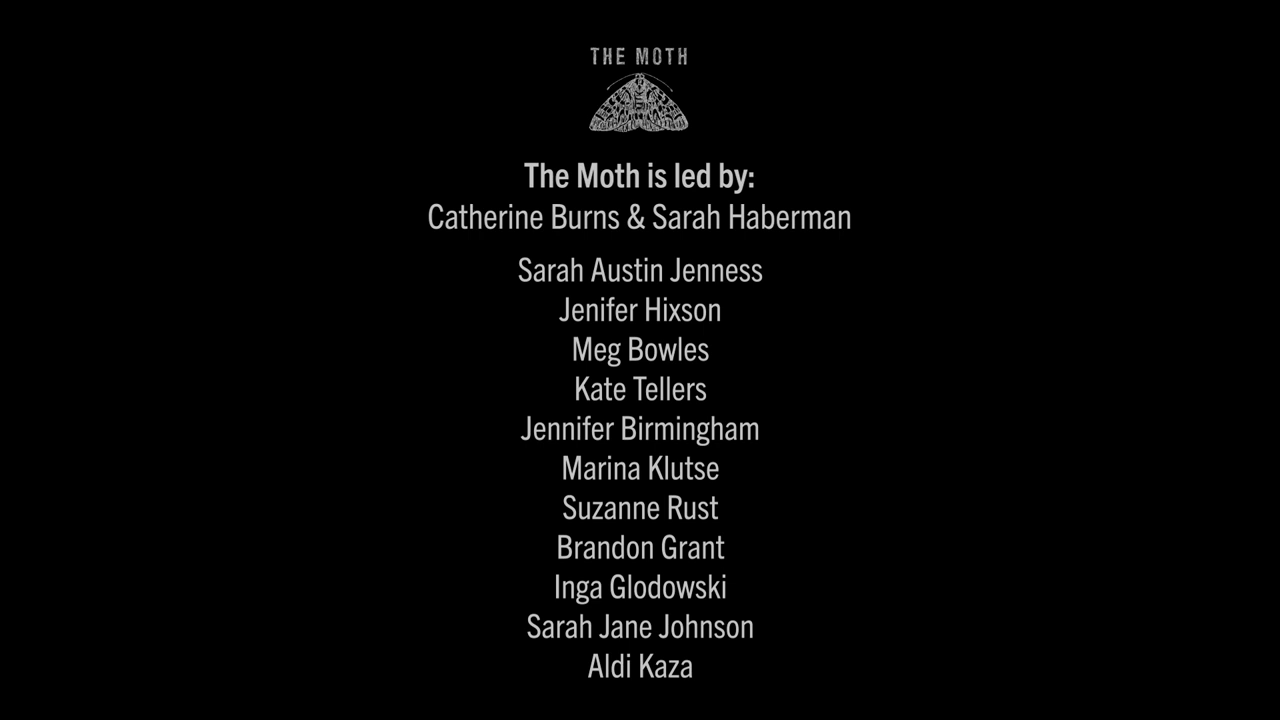 THE MOTH
The Moth is led by:
Catherine Burns & Sarah Haberman
Sarah Austin Jenness
Jenifer Hixson
Meg Bowles
Kate Tellers
Jennifer Birmingham
Marina Klutse
Suzanne Rust
Brandon Grant
Inga Glodowski
Sarah Jane Johnson
Aldi Kaza